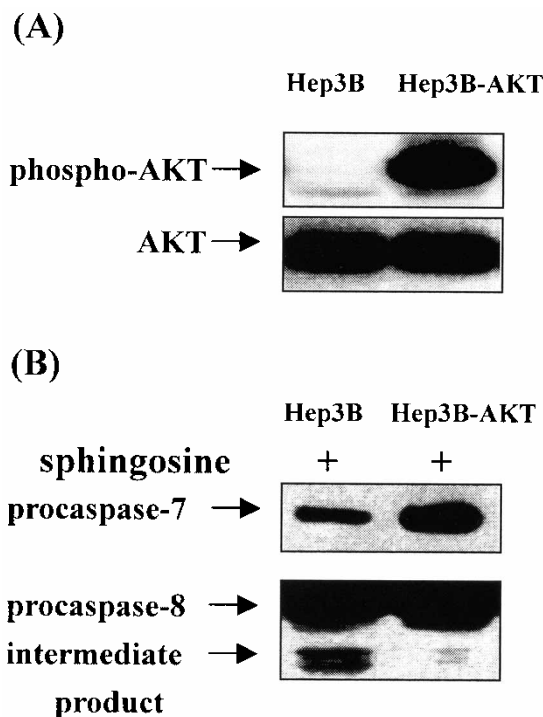 (A)
Hep3B Hep3B-AKT
phospho-AKT
AKT
(B)
Hep3B Hep3B-AKT
sphingosine + +
procaspase-7
procaspase-8
intermediate
product